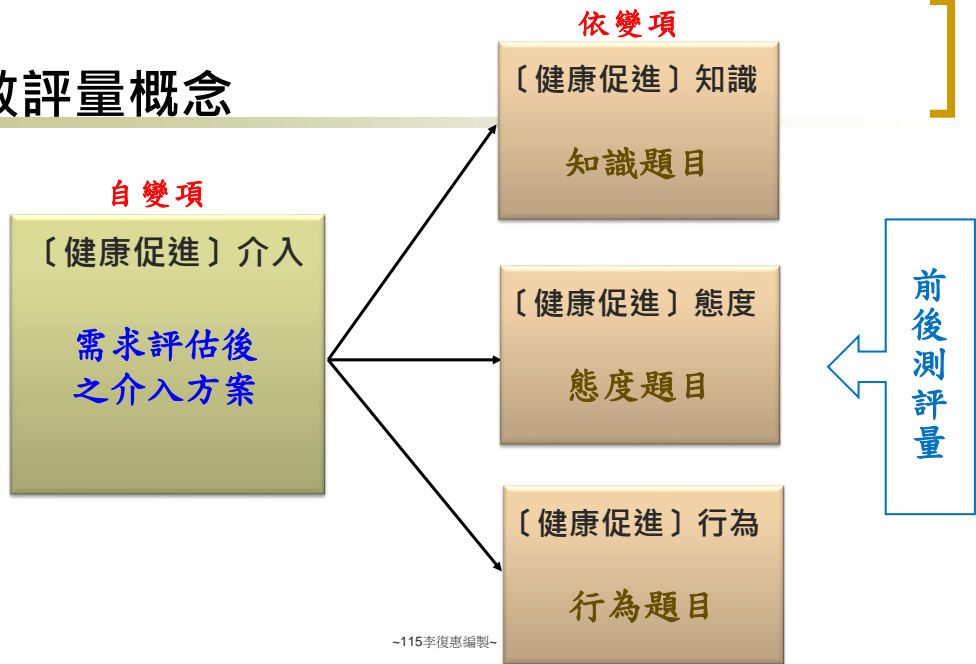 評量概念
自變項
〔健康促進〕介入
需求評估後
之介入方案
依變項
〔健康促進〕知識
知識題目
〔健康促進〕態度
態度題目
〔健康促進〕行為
行為題目
前後測評量
~115李復惠編製~